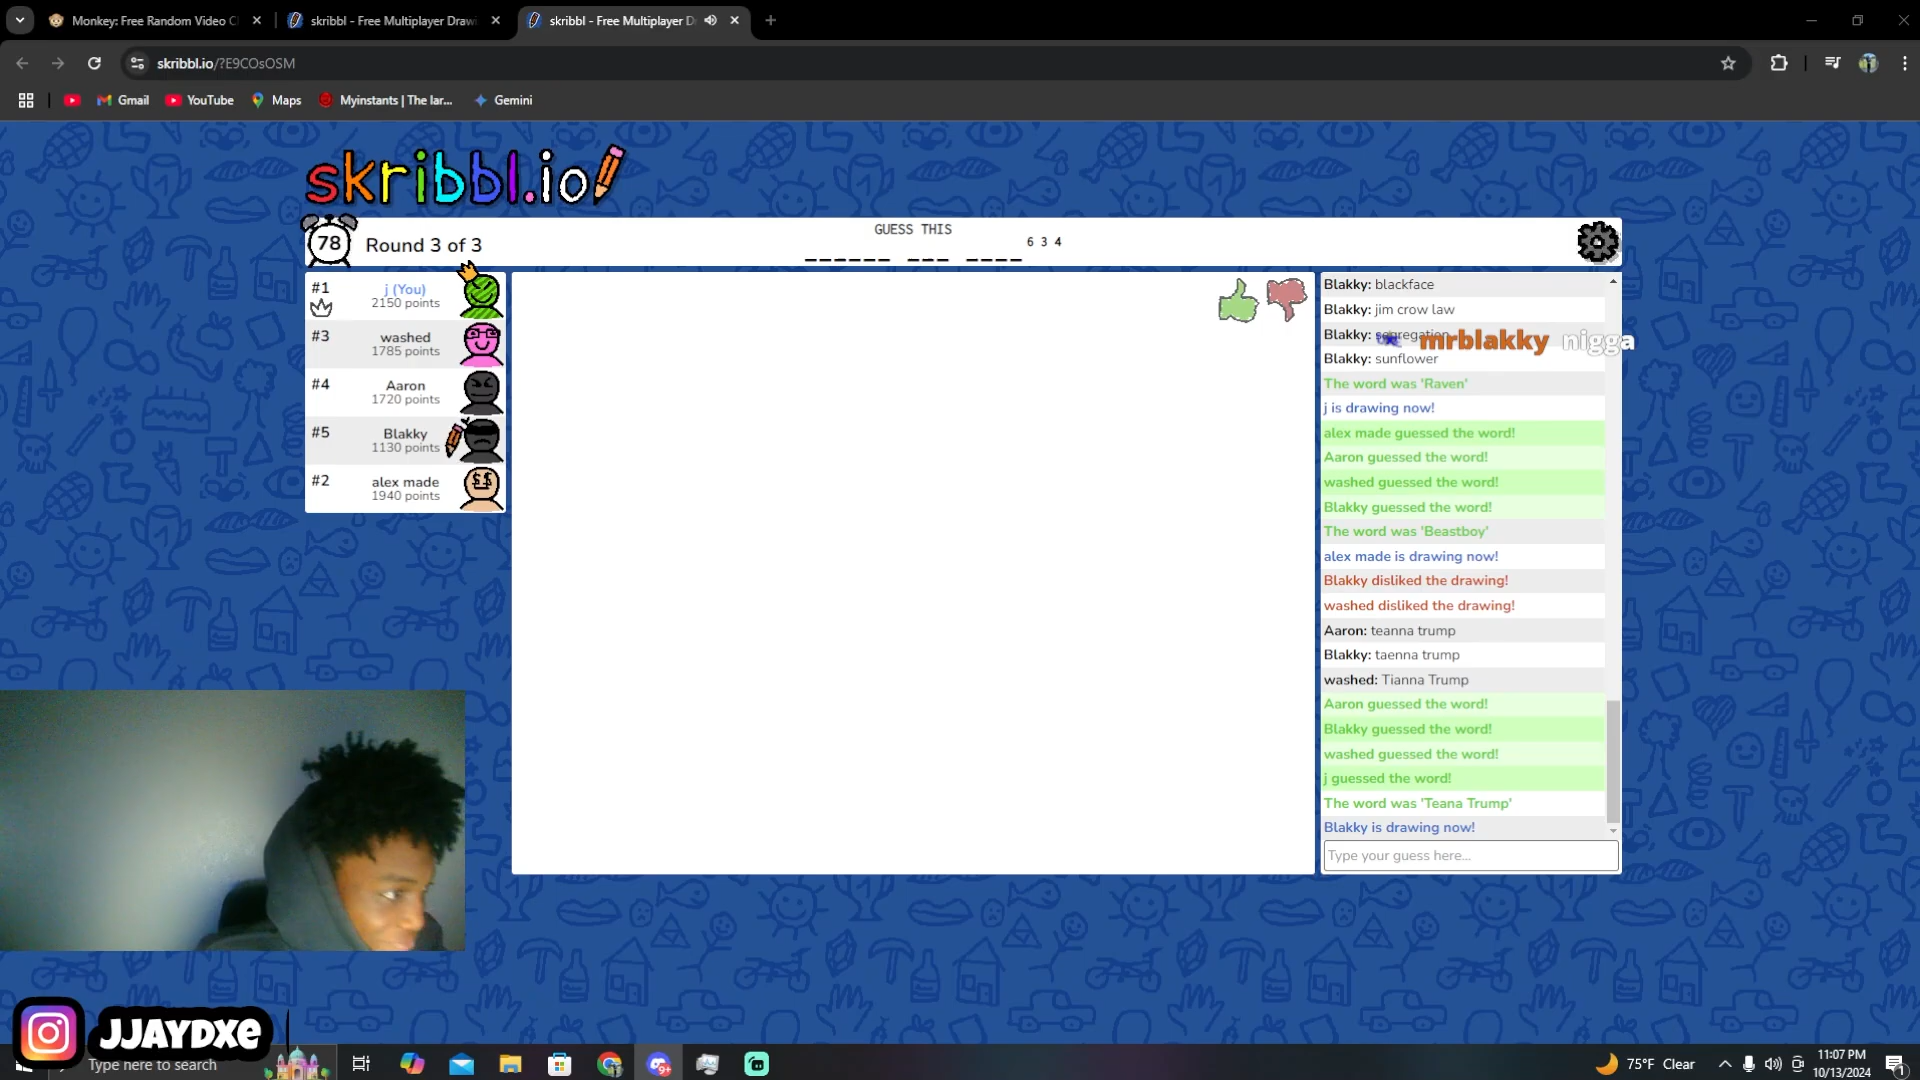 Monkey: Free Random Video C
skribbl - Free Multiplayer Drawi
skribbl - Free Multiplayer D
skribbl.io/?E9COsOSM
Gmail
YouTube
Maps
Myinstants | The lar...
Gemini
skribbl.io
78
Round 3 of 3
GUESS THIS
______ ___ ____ 6 3 4
#1 j (You)
2150 points
#3 washed
1785 points
#4 Aaron
1720 points
#5 Blakky
1130 points
#2 alex made
1940 points
Blakky: blackface
Blakky: jim crow law
Blakky: segregation
mrblakky nigga
Blakky: sunflower
The word was 'Raven'
j is drawing now!
alex made guessed the word!
Aaron guessed the word!
washed guessed the word!
Blakky guessed the word!
The word was 'Beastboy'
alex made is drawing now!
Blakky disliked the drawing!
washed disliked the drawing!
Aaron: teanna trump
Blakky: taenna trump
washed: Tianna Trump
Aaron guessed the word!
Blakky guessed the word!
washed guessed the word!
j guessed the word!
The word was 'Teana Trump'
Blakky is drawing now!
Type your guess here...
JJAYDXE
Type here to search
9+
75°F Clear
11:07 PM
10/13/2024
1